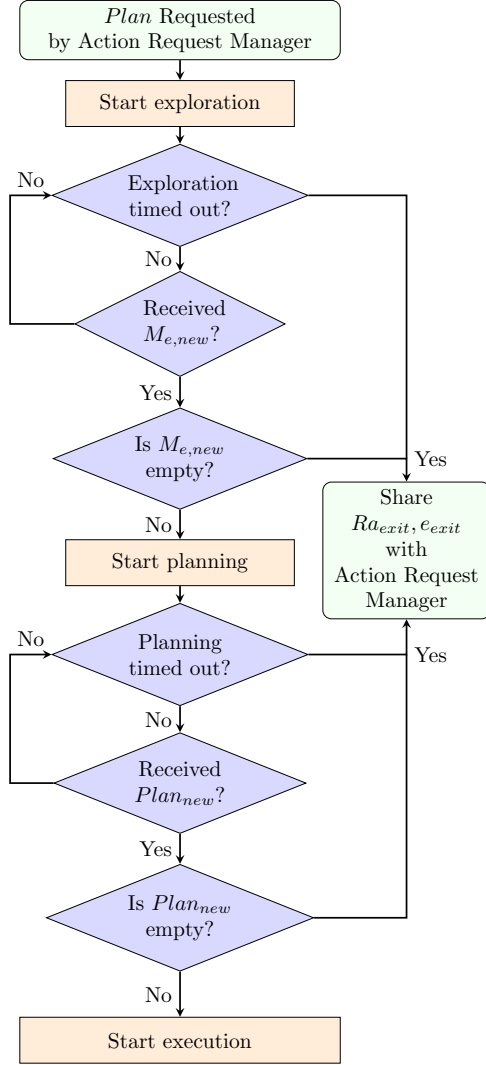 Plan Requested
by Action Request Manager
Start exploration
No
Exploration
timed out?
No
Received
M_{e,new}?
Yes
Is M_{e,new}
empty?
Yes
No
Share
Ra_{exit}, e_{exit}
with
Action Request
Manager
Start planning
No
Planning
timed out?
Yes
No
Received
Plan_{new}?
Yes
Is Plan_{new}
empty?
No
Start execution